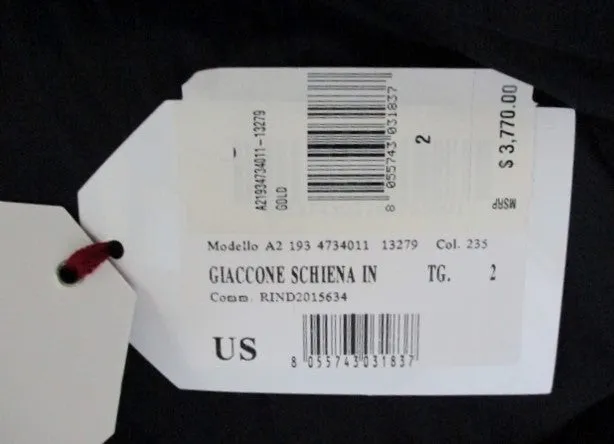 A21934734011-13279
GOLD
8 055743 031837
2
MSRP $ 3,770.00
Modello A2 193 4734011 13279 Col. 235
GIACCONE SCHIENA IN TG. 2
Comm. RIND2015634
US
8 055743 031837